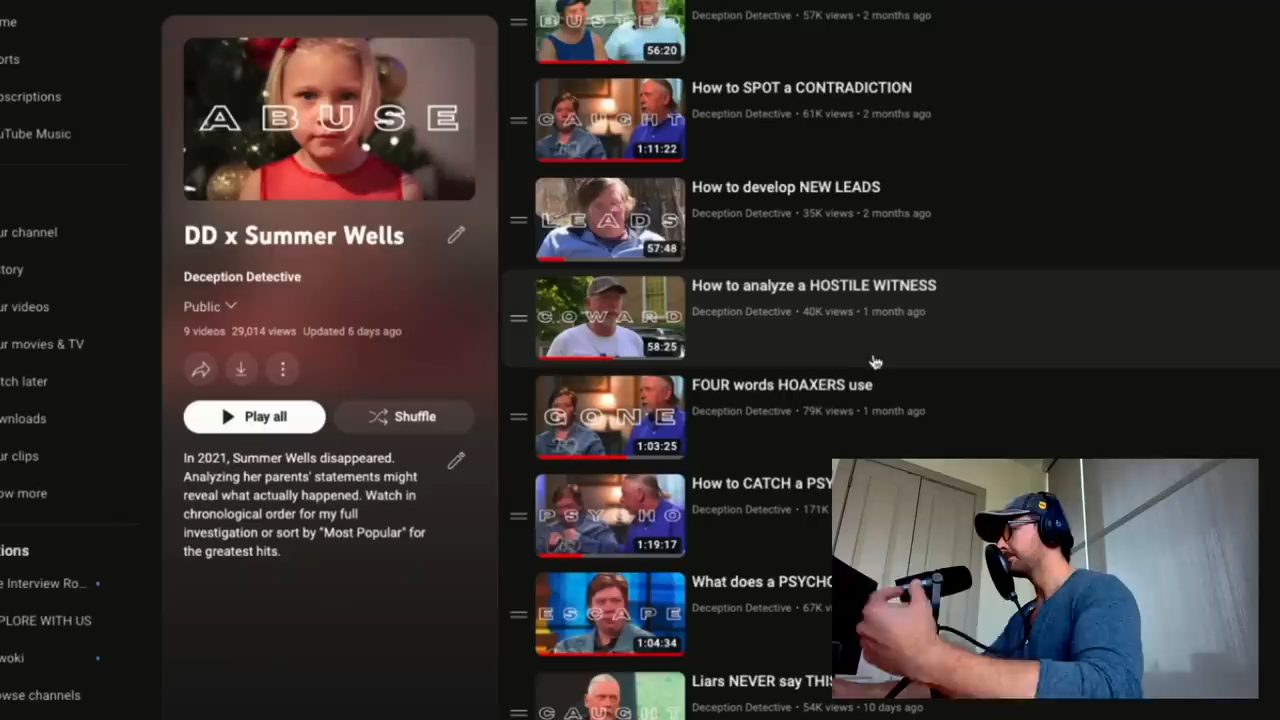 me
orts
bscriptions
uTube Music
ur channel
tory
ur videos
ur movies & TV
tch later
wnloads
ur clips
ow more
ions
e Interview Ro...
PLORE WITH US
woki
owse channels
ABUSE
DD x Summer Wells
Deception Detective
Public
9 videos 29,014 views Updated 6 days ago
Play all
Shuffle
In 2021, Summer Wells disappeared.
Analyzing her parents' statements might
reveal what actually happened. Watch in
chronological order for my full
investigation or sort by "Most Popular" for
the greatest hits.
BUSTED
56:20
Deception Detective • 57K views • 2 months ago
CAUGHT
1:11:22
How to SPOT a CONTRADICTION
Deception Detective • 61K views • 2 months ago
LEADS
57:48
How to develop NEW LEADS
Deception Detective • 35K views • 2 months ago
COWARD
58:25
How to analyze a HOSTILE WITNESS
Deception Detective • 40K views • 1 month ago
GONE
1:03:25
FOUR words HOAXERS use
Deception Detective • 79K views • 1 month ago
PSYCHO
1:19:17
How to CATCH a PSY
Deception Detective • 171K
ESCAPE
1:04:34
What does a PSYCHO
Deception Detective • 67K v
CAUGHT
Liars NEVER say THIS
Deception Detective • 54K views • 10 days ago